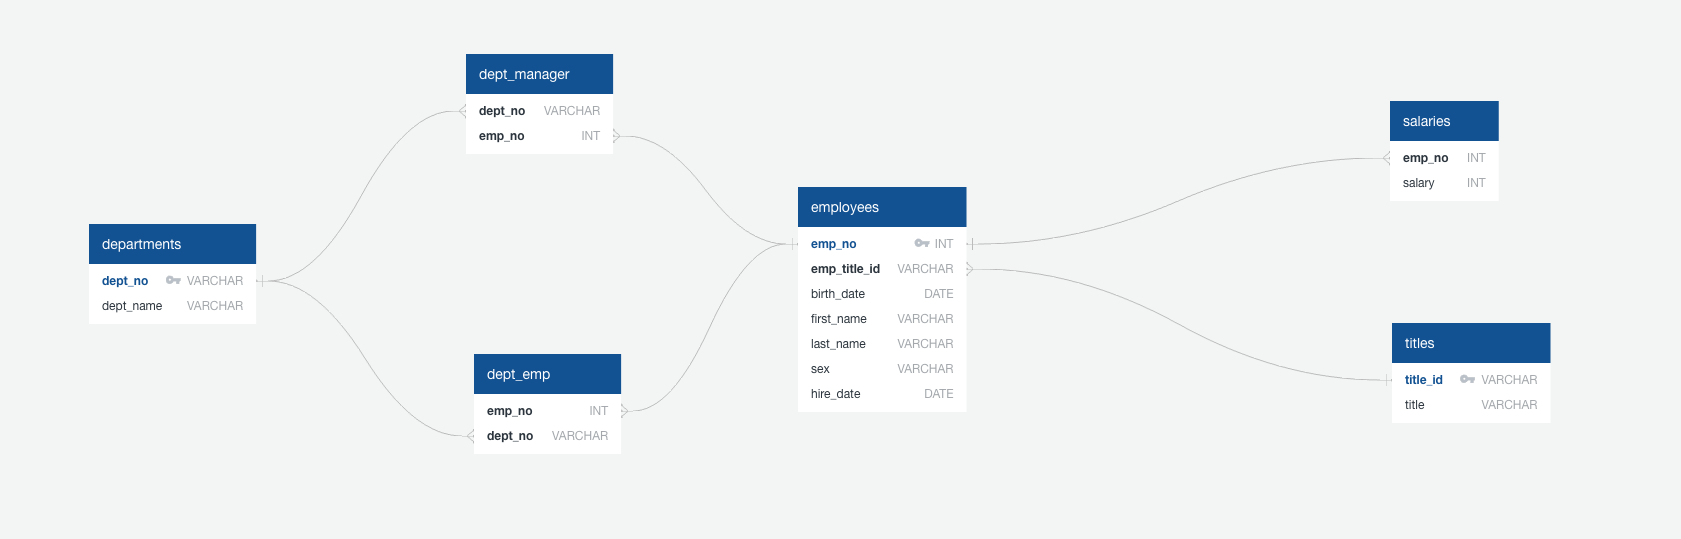 dept_manager
dept_no VARCHAR
emp_no INT
departments
dept_no VARCHAR
dept_name VARCHAR
dept_emp
emp_no INT
dept_no VARCHAR
employees
emp_no INT
emp_title_id VARCHAR
birth_date DATE
first_name VARCHAR
last_name VARCHAR
sex VARCHAR
hire_date DATE
salaries
emp_no INT
salary INT
titles
title_id VARCHAR
title VARCHAR